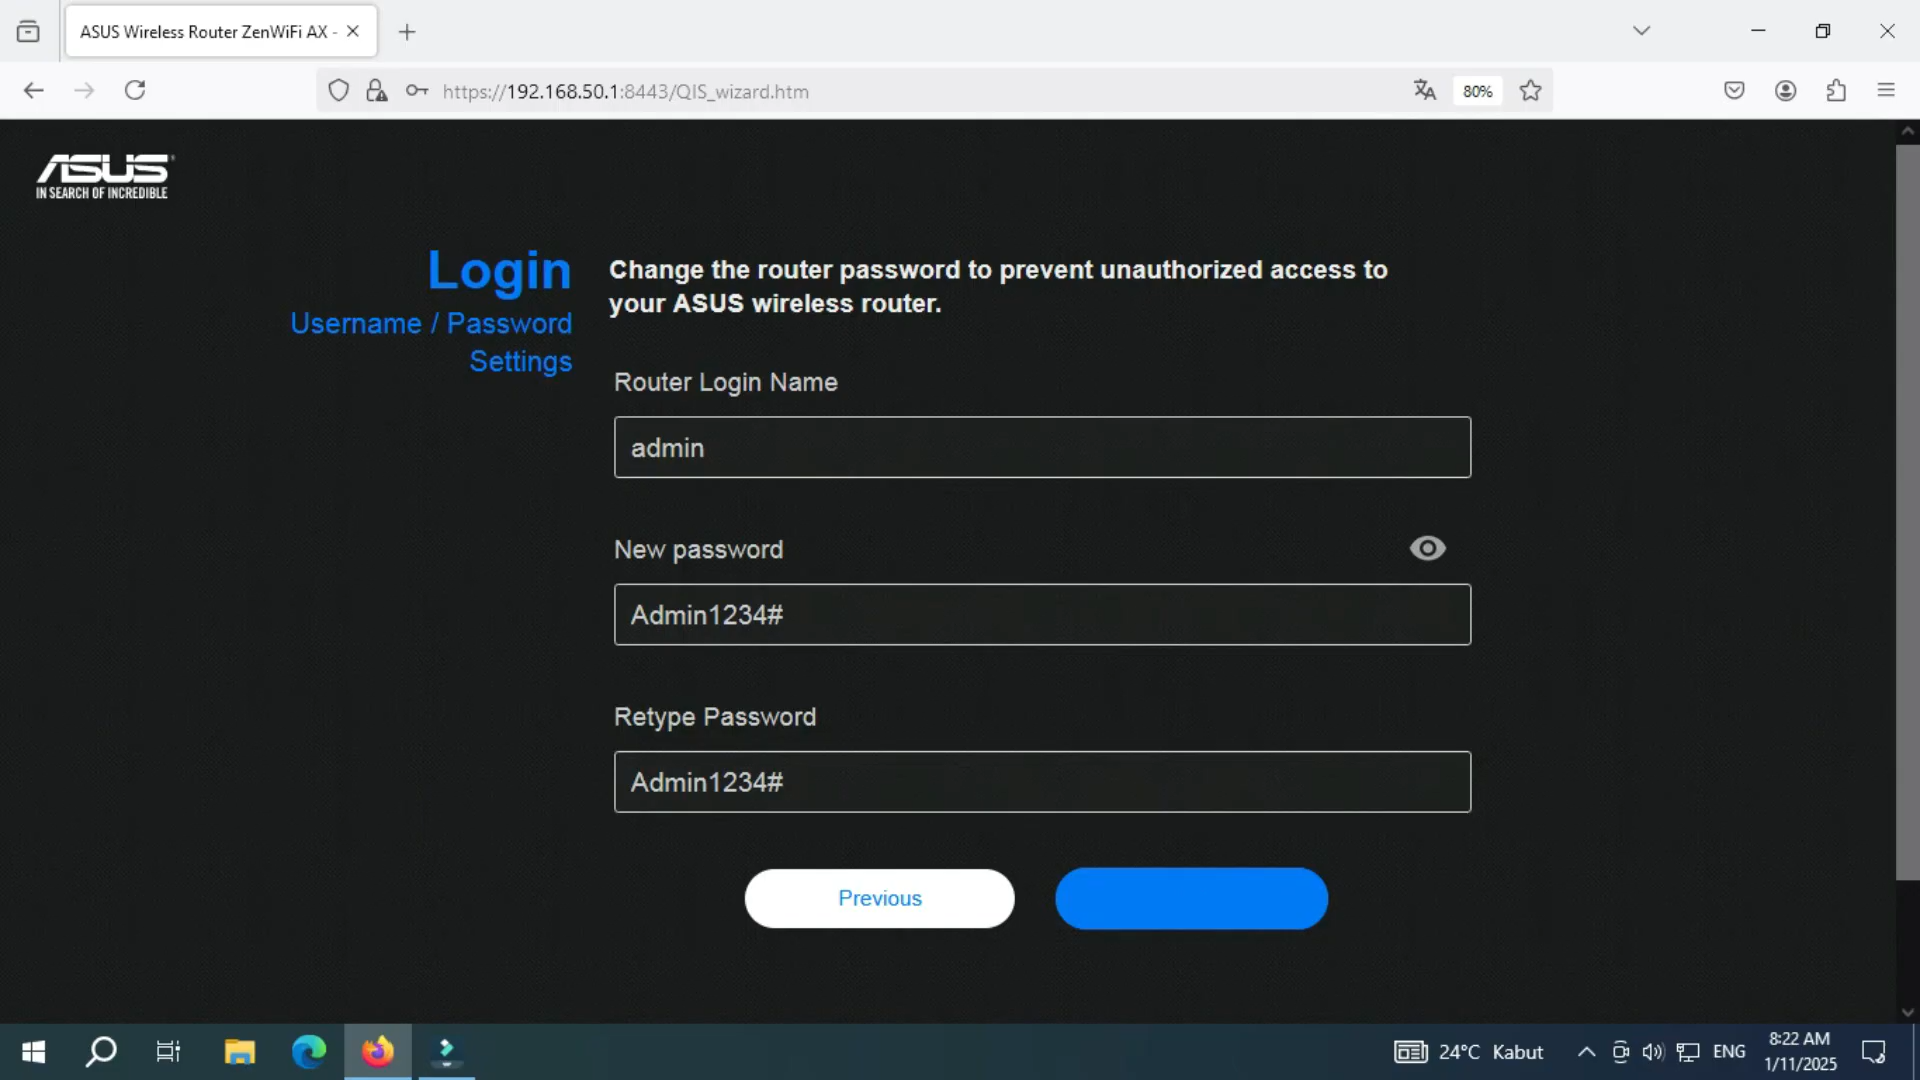 ASUS Wireless Router ZenWiFi AX -
https://192.168.50.1:8443/QIS_wizard.htm
80%
ASUS
IN SEARCH OF INCREDIBLE
Login
Username / Password
Settings
Change the router password to prevent unauthorized access to
your ASUS wireless router.
Router Login Name
admin
New password
Admin1234#
Retype Password
Admin1234#
Previous
24°C Kabut
ENG
8:22 AM
1/11/2025